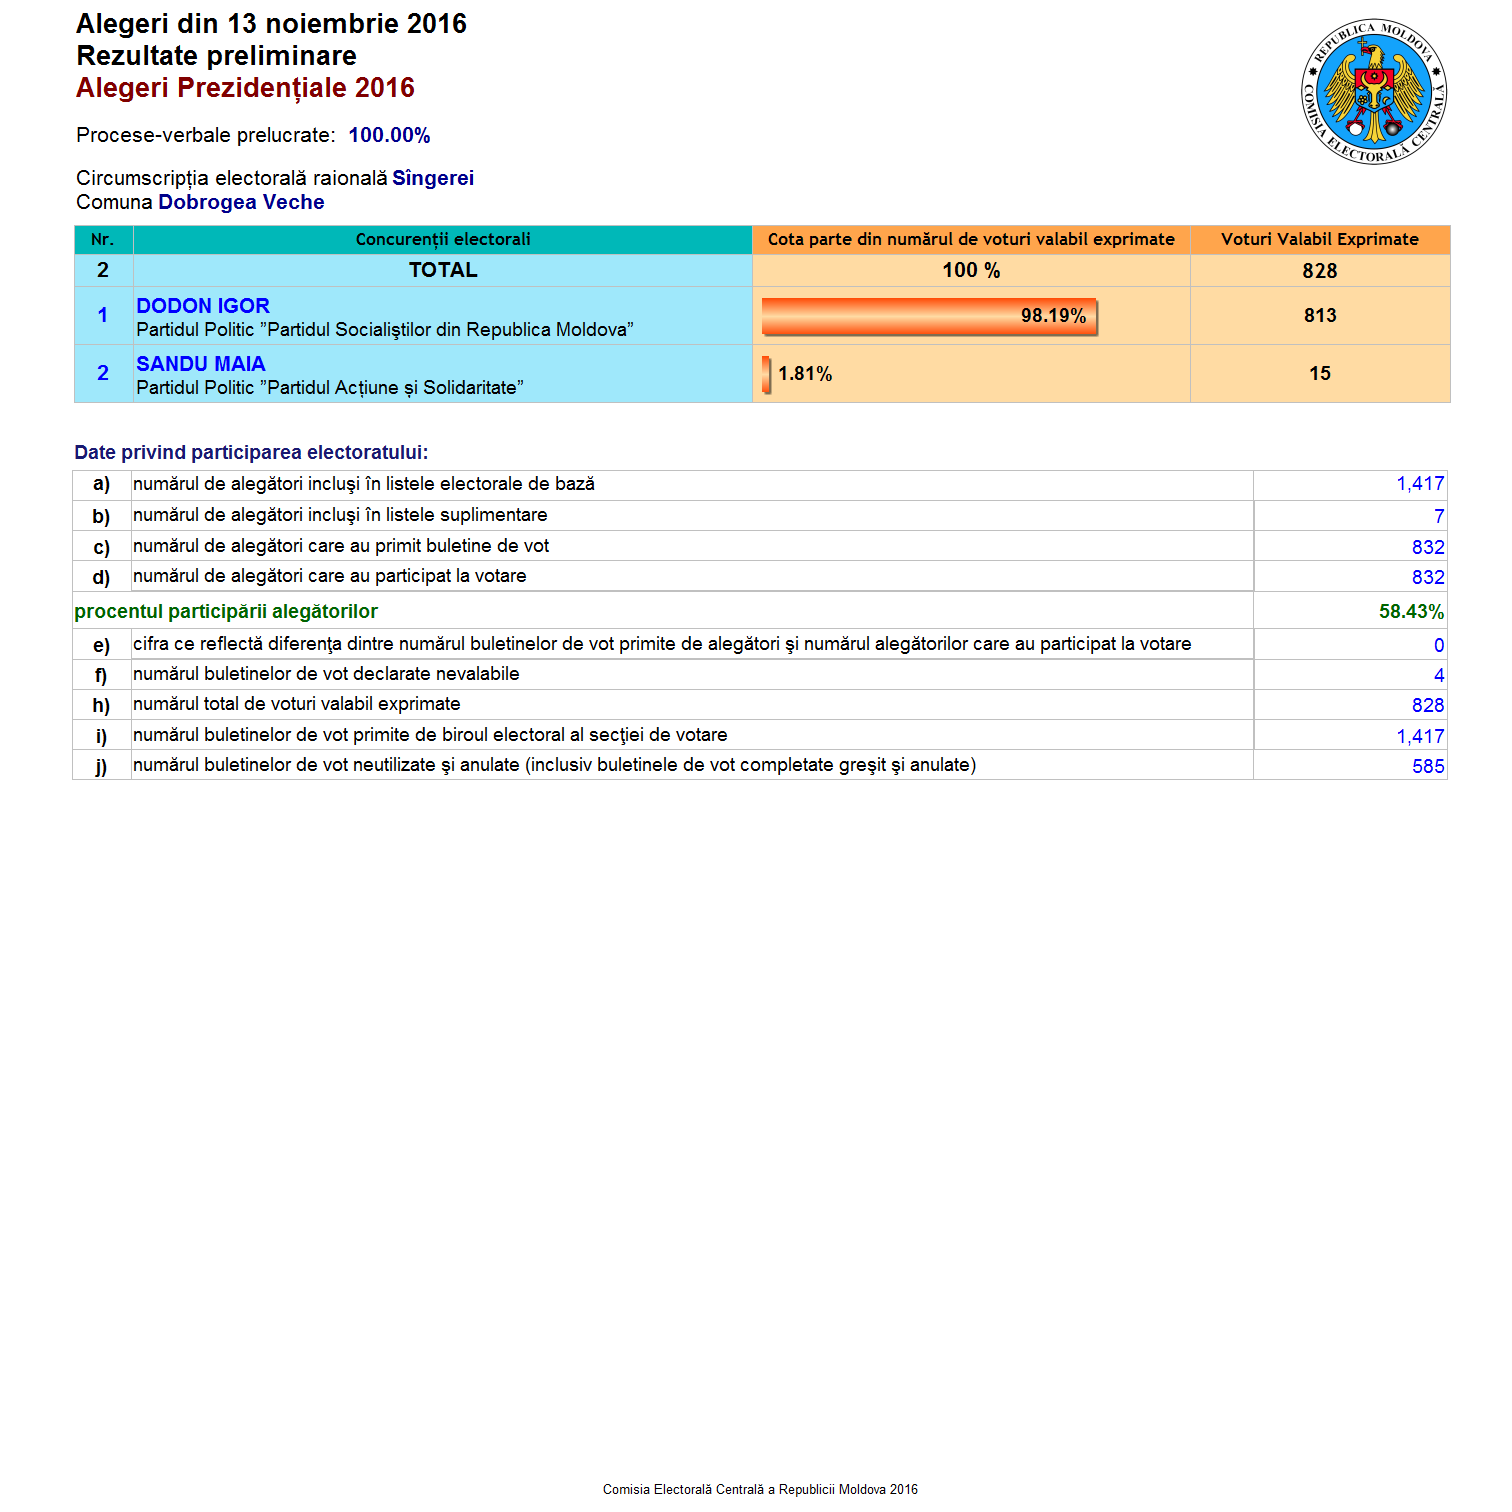 Alegeri din 13 noiembrie 2016
Rezultate preliminare
Alegeri Prezidențiale 2016
REPUBLICA MOLDOVA
COMISIA ELECTORALĂ CENTRALĂ
Procese-verbale prelucrate: 100.00%
Circumscripția electorală raională Sîngerei
Comuna Dobrogea Veche
Nr. Concurenții electorali Cota parte din numărul de voturi valabil exprimate Voturi Valabil Exprimate
2 TOTAL 100 % 828
1 DODON IGOR 98.19% 813
Partidul Politic ”Partidul Socialiştilor din Republica Moldova”
2 SANDU MAIA 1.81% 15
Partidul Politic ”Partidul Acțiune și Solidaritate”
Date privind participarea electoratului:
a) numărul de alegători incluşi în listele electorale de bază 1,417
b) numărul de alegători incluşi în listele suplimentare 7
c) numărul de alegători care au primit buletine de vot 832
d) numărul de alegători care au participat la votare 832
procentul participării alegătorilor 58.43%
e) cifra ce reflectă diferenţa dintre numărul buletinelor de vot primite de alegători şi numărul alegătorilor care au participat la votare 0
f) numărul buletinelor de vot declarate nevalabile 4
h) numărul total de voturi valabil exprimate 828
i) numărul buletinelor de vot primite de biroul electoral al secţiei de votare 1,417
j) numărul buletinelor de vot neutilizate şi anulate (inclusiv buletinele de vot completate greşit şi anulate) 585
Comisia Electorală Centrală a Republicii Moldova 2016